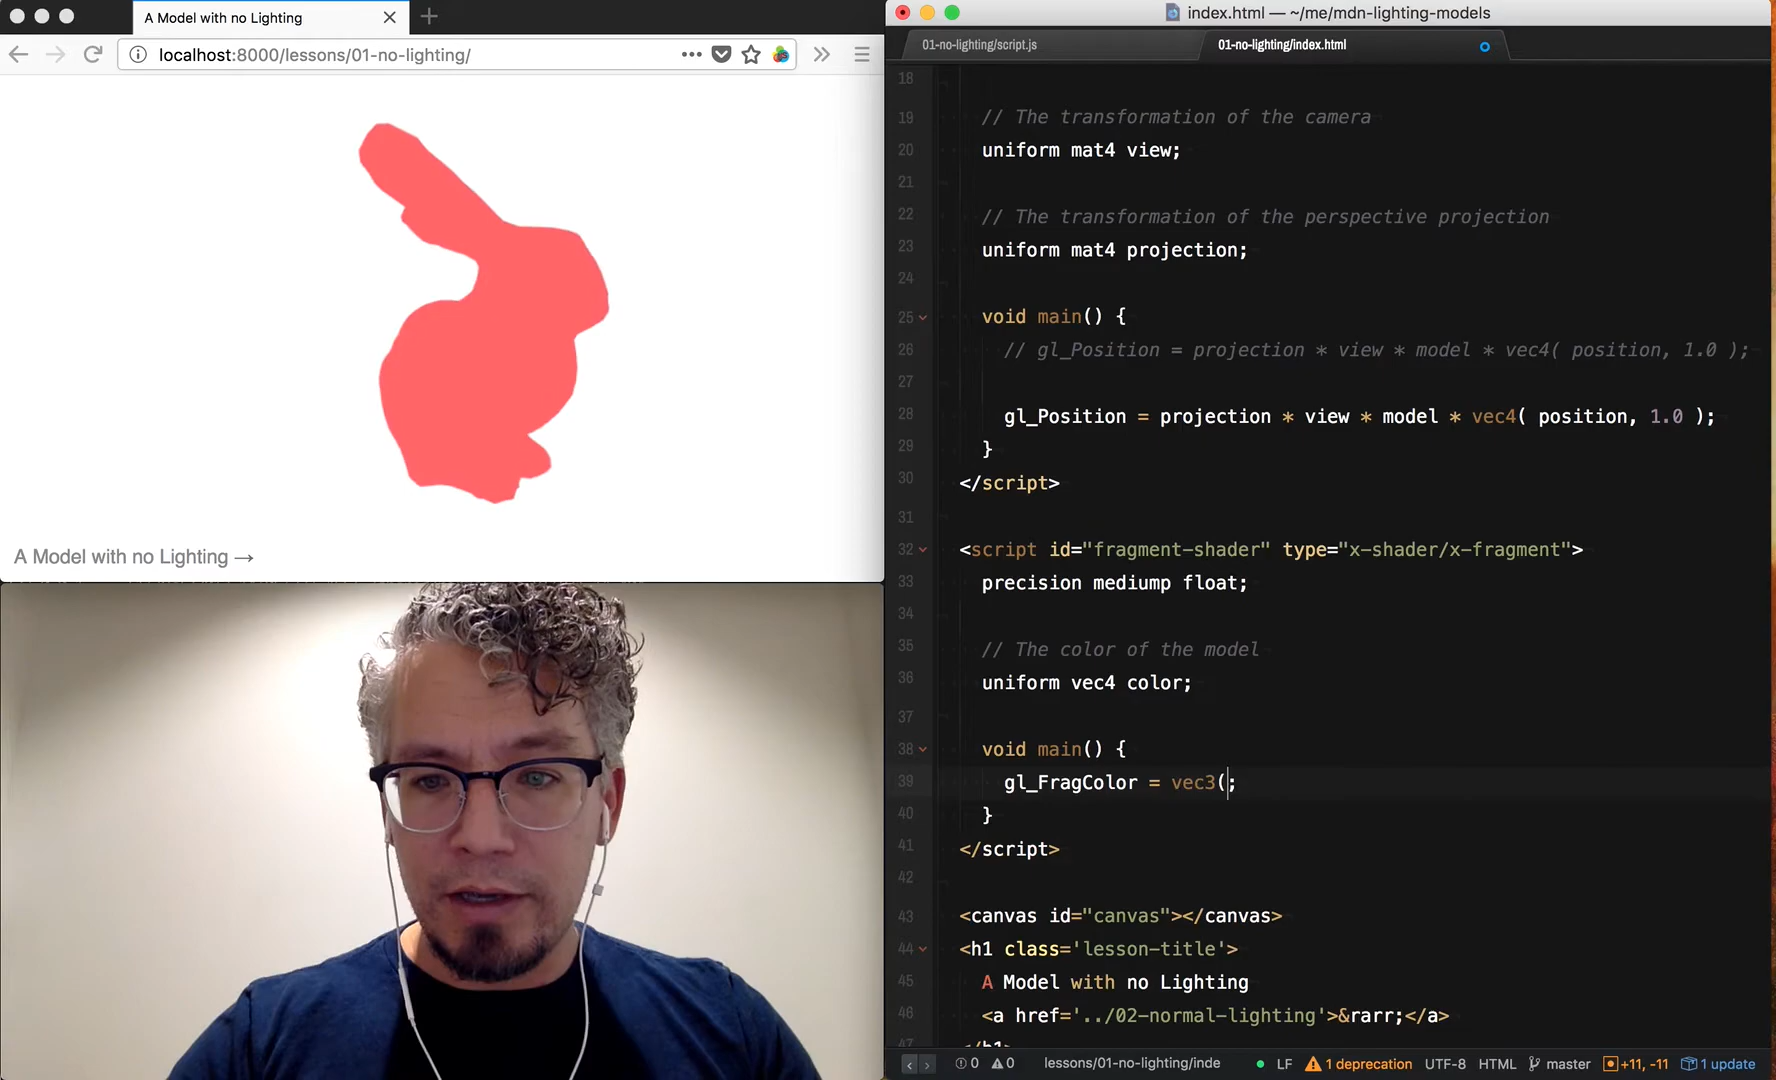 A Model with no Lighting
localhost:8000/lessons/01-no-lighting/
A Model with no Lighting →
index.html — ~/me/mdn-lighting-models
01-no-lighting/script.js
01-no-lighting/index.html
18
19 // The transformation of the camera
20 uniform mat4 view;
21
22 // The transformation of the perspective projection
23 uniform mat4 projection;
24
25 void main() {
26 // gl_Position = projection * view * model * vec4( position, 1.0 );
27
28 gl_Position = projection * view * model * vec4( position, 1.0 );
29 }
30 </script>
31
32 <script id="fragment-shader" type="x-shader/x-fragment">
33 precision mediump float;
34
35 // The color of the model
36 uniform vec4 color;
37
38 void main() {
39 gl_FragColor = vec3(;
40 }
41 </script>
42
43 <canvas id="canvas"></canvas>
44 <h1 class='lesson-title'>
45 A Model with no Lighting
46 <a href='../02-normal-lighting'>&rarr;</a>
47 </h1>
0 0 lessons/01-no-lighting/inde LF 1 deprecation UTF-8 HTML master +11, -11 1 update